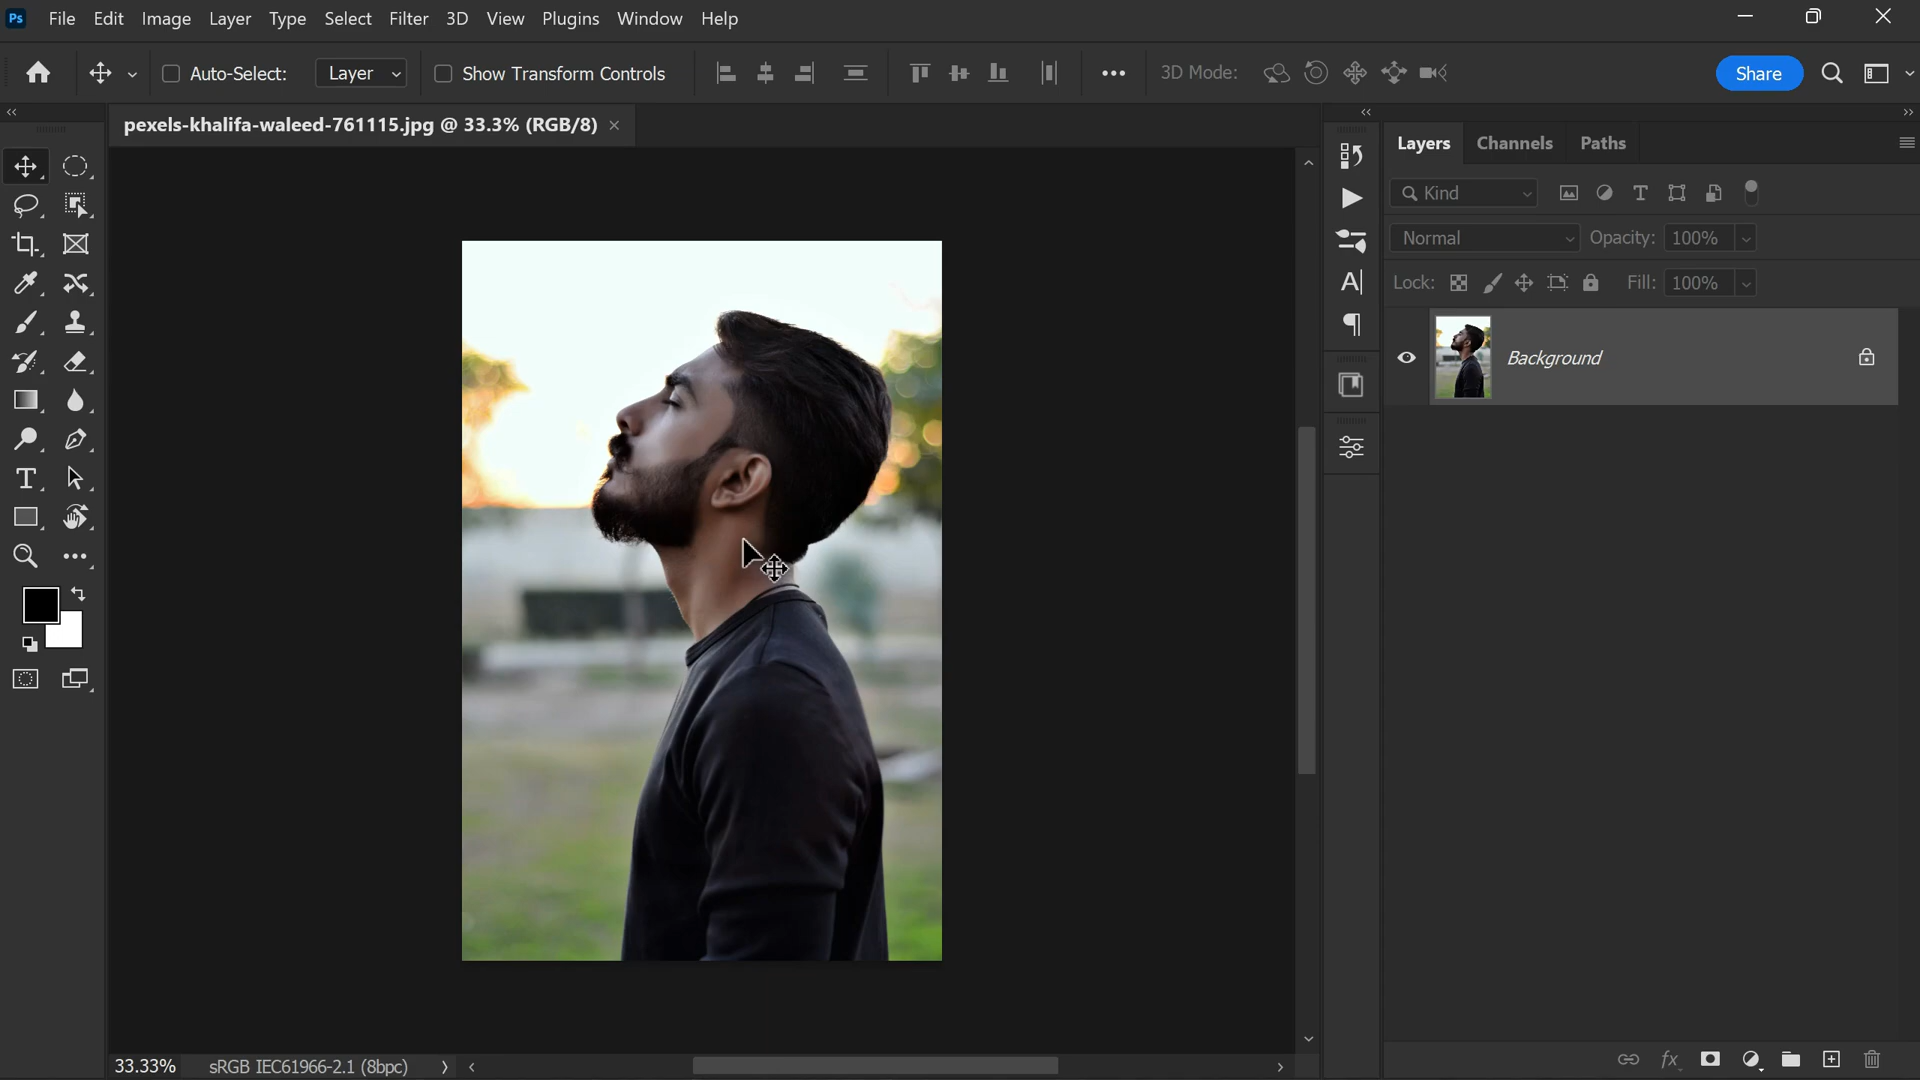 Ps File Edit Image Layer Type Select Filter 3D View Plugins Window Help
Auto-Select: Layer Show Transform Controls 3D Mode: Share
pexels-khalifa-waleed-761115.jpg @ 33.3% (RGB/8)
Layers Channels Paths
Kind
Normal Opacity: 100%
Lock: Fill: 100%
Background
33.33% sRGB IEC61966-2.1 (8bpc)